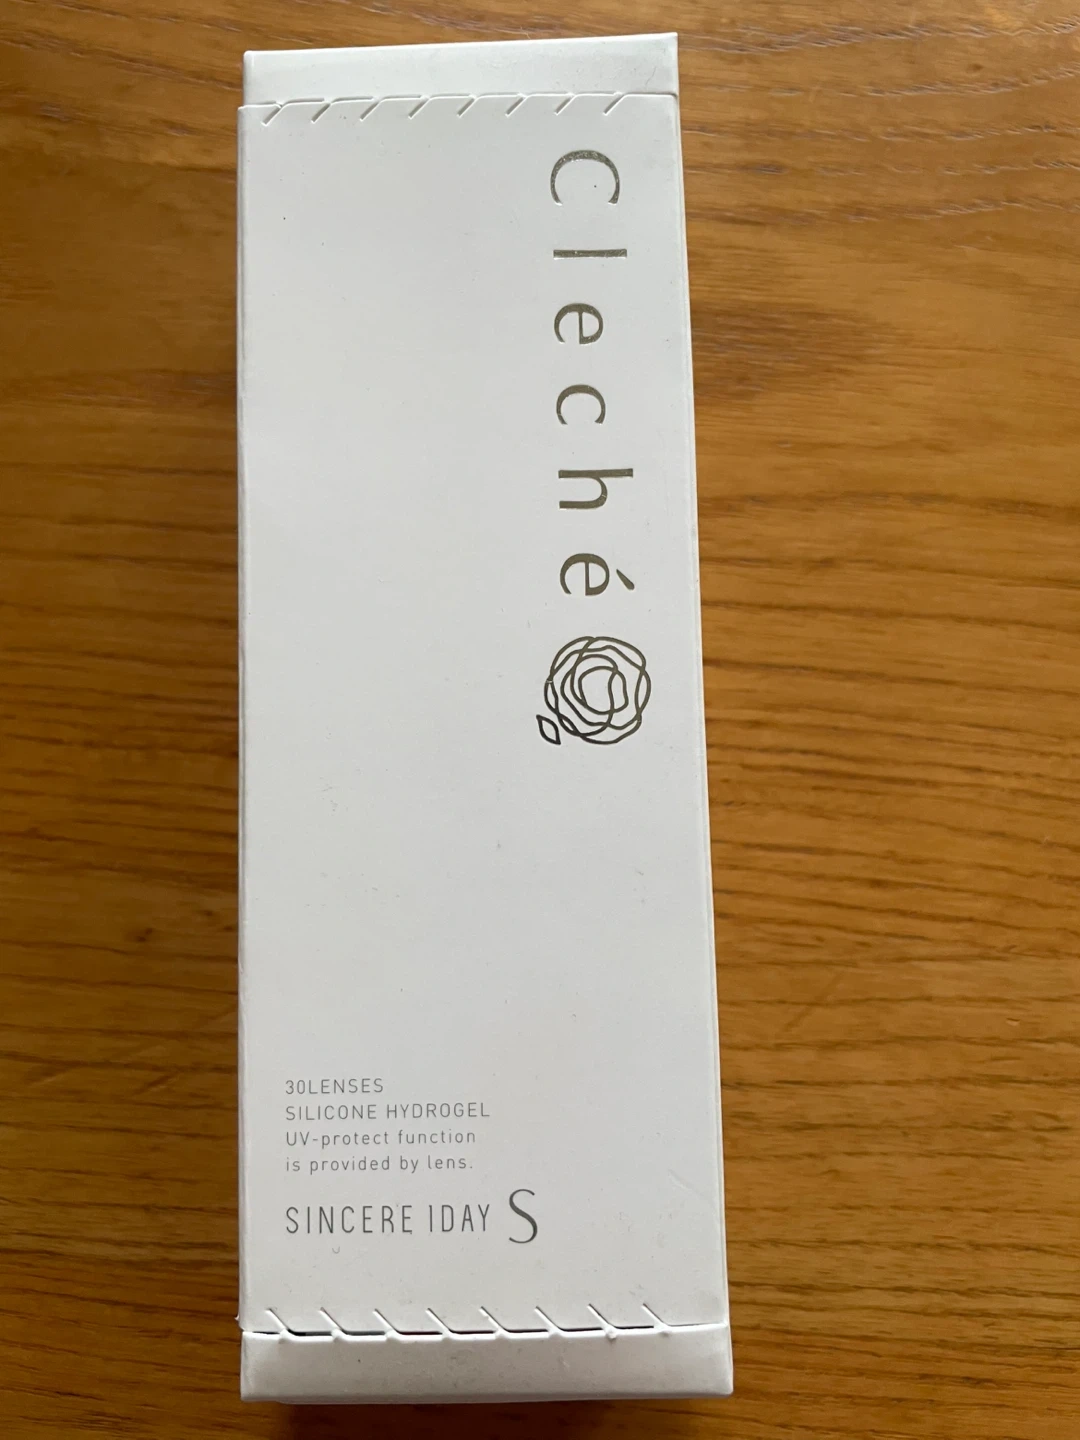 Cleché
30LENSES
SILICONE HYDROGEL
UV-protect function
is provided by lens.
SINCERE 1DAY S